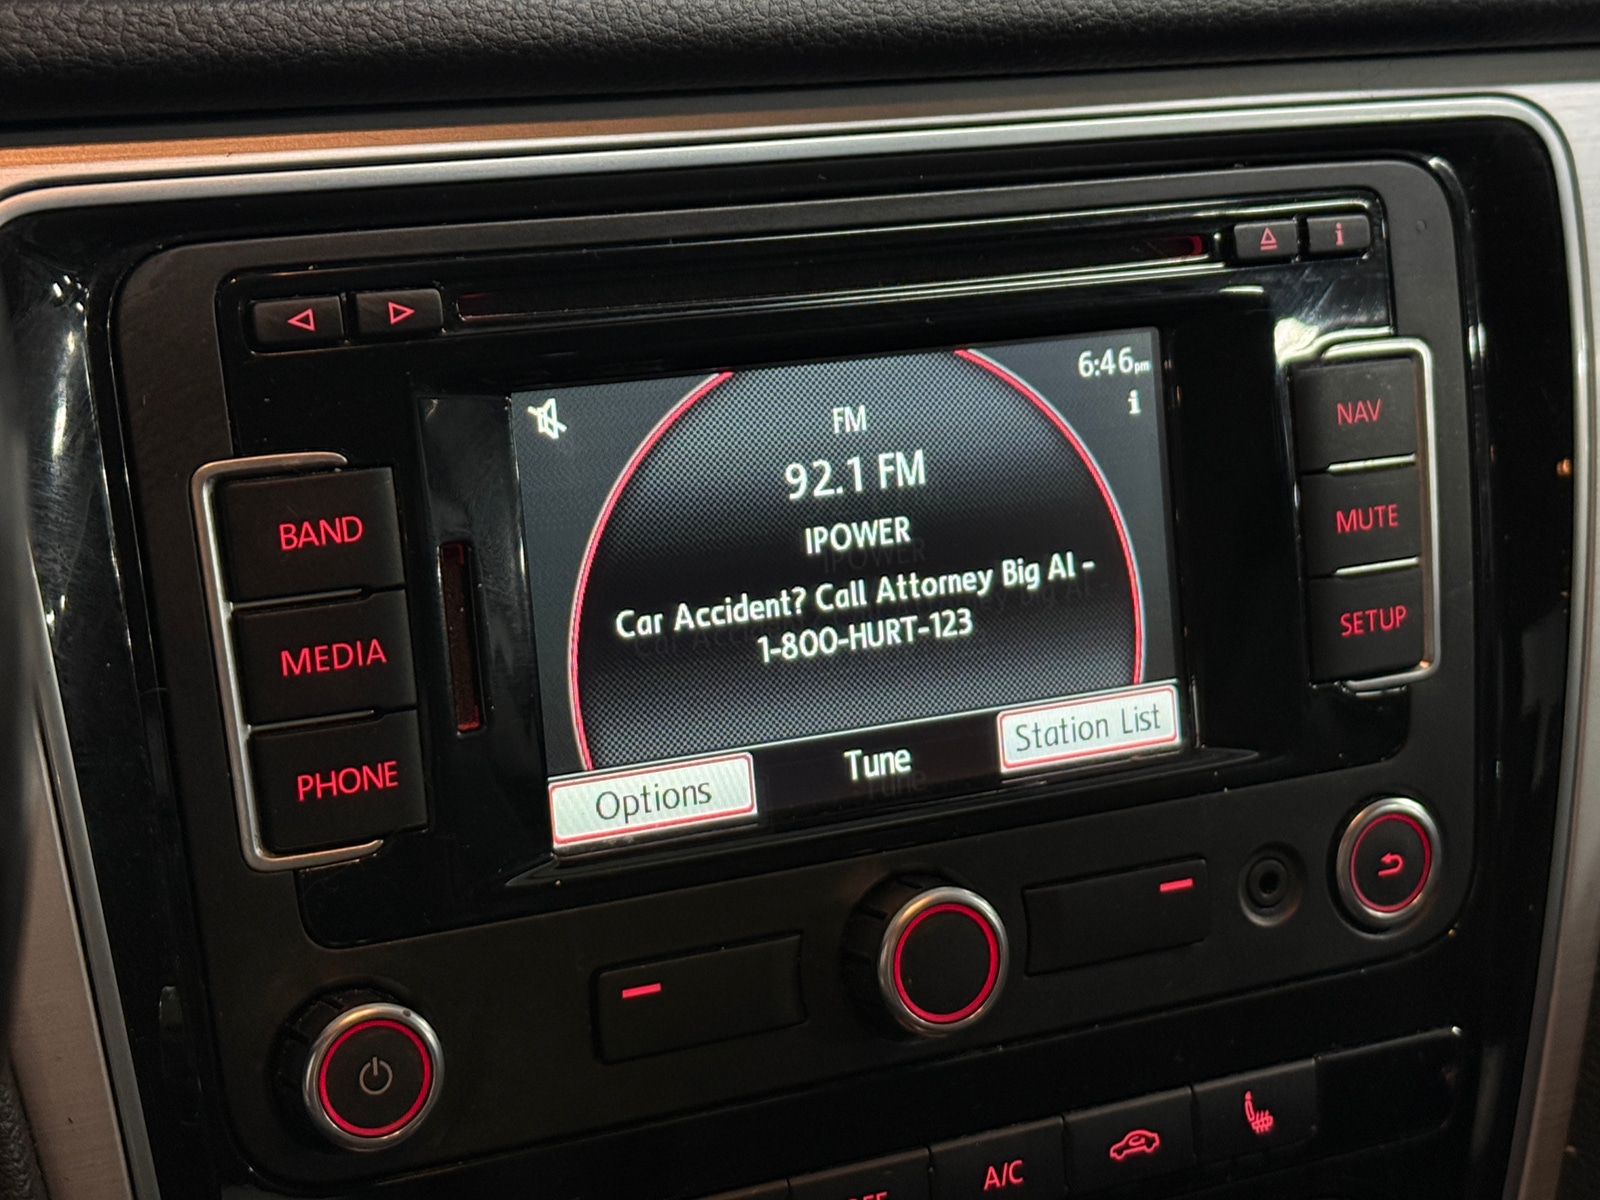 6:46pm
i
i
FM
92.1 FM
IPOWER
Car Accident? Call Attorney Big Al -
1-800-HURT-123
Options
Tune
Station List
BAND
MEDIA
PHONE
NAV
MUTE
SETUP
A/C